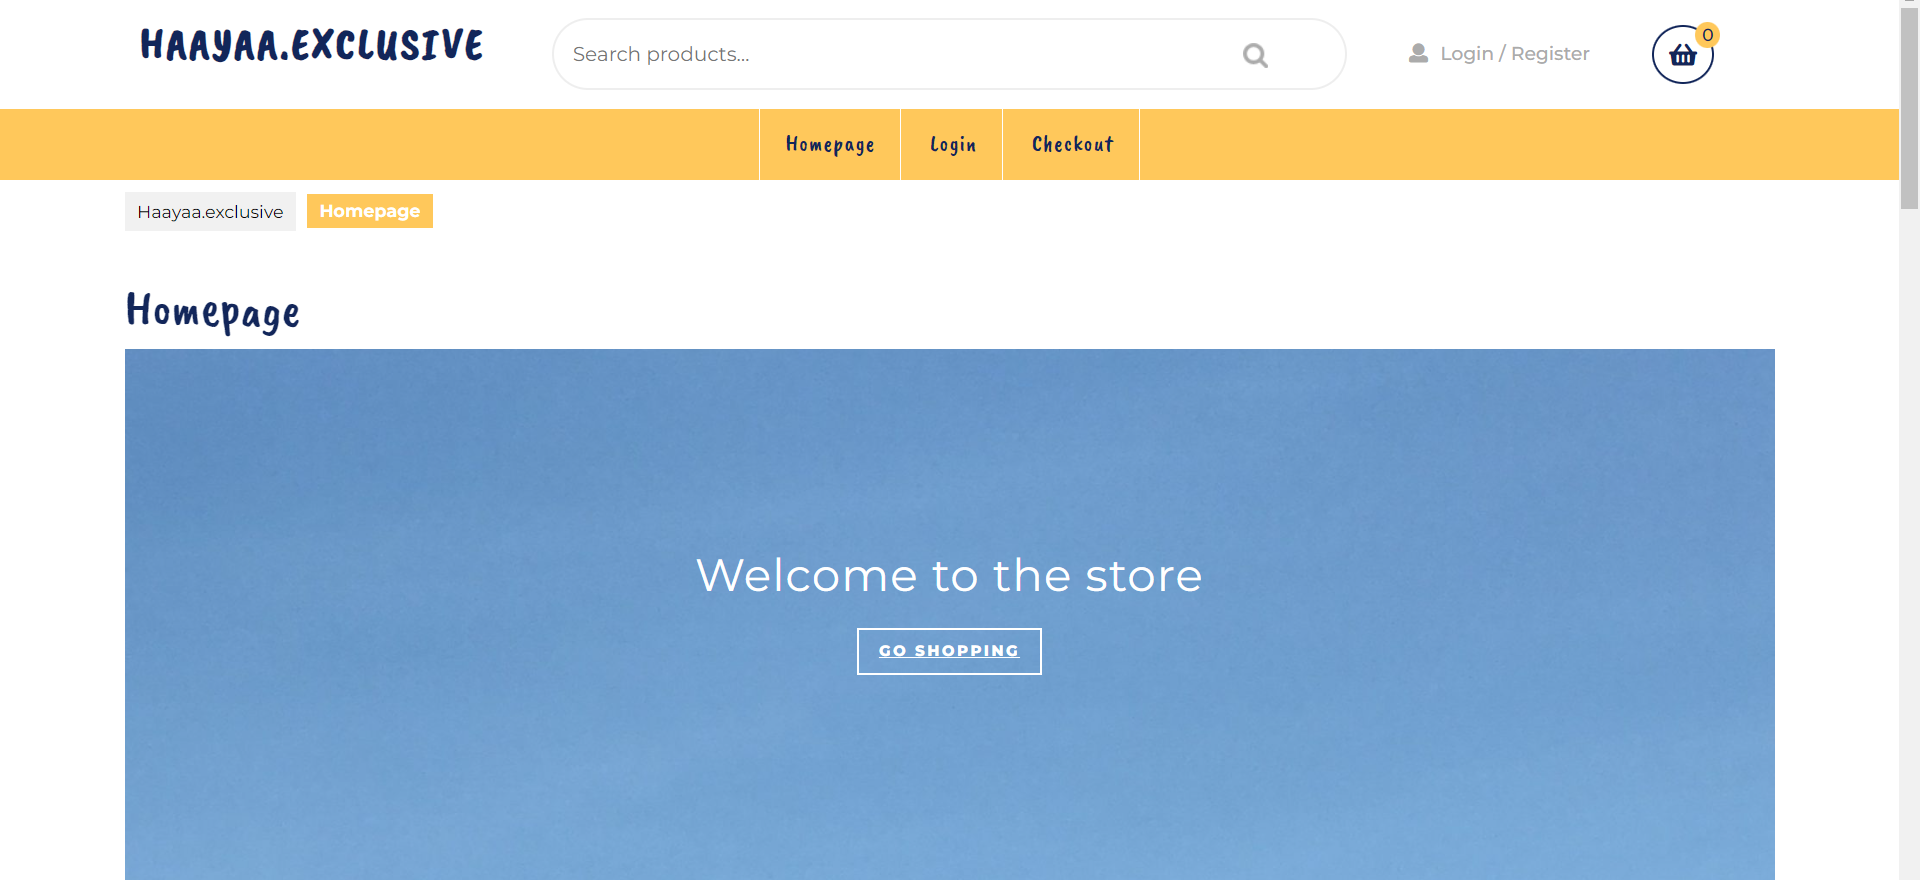 HAAYAA.EXCLUSIVE
Search products...
Login / Register
0
Homepage
Login
Checkout
Haayaa.exclusive
Homepage
Homepage
Welcome to the store
GO SHOPPING